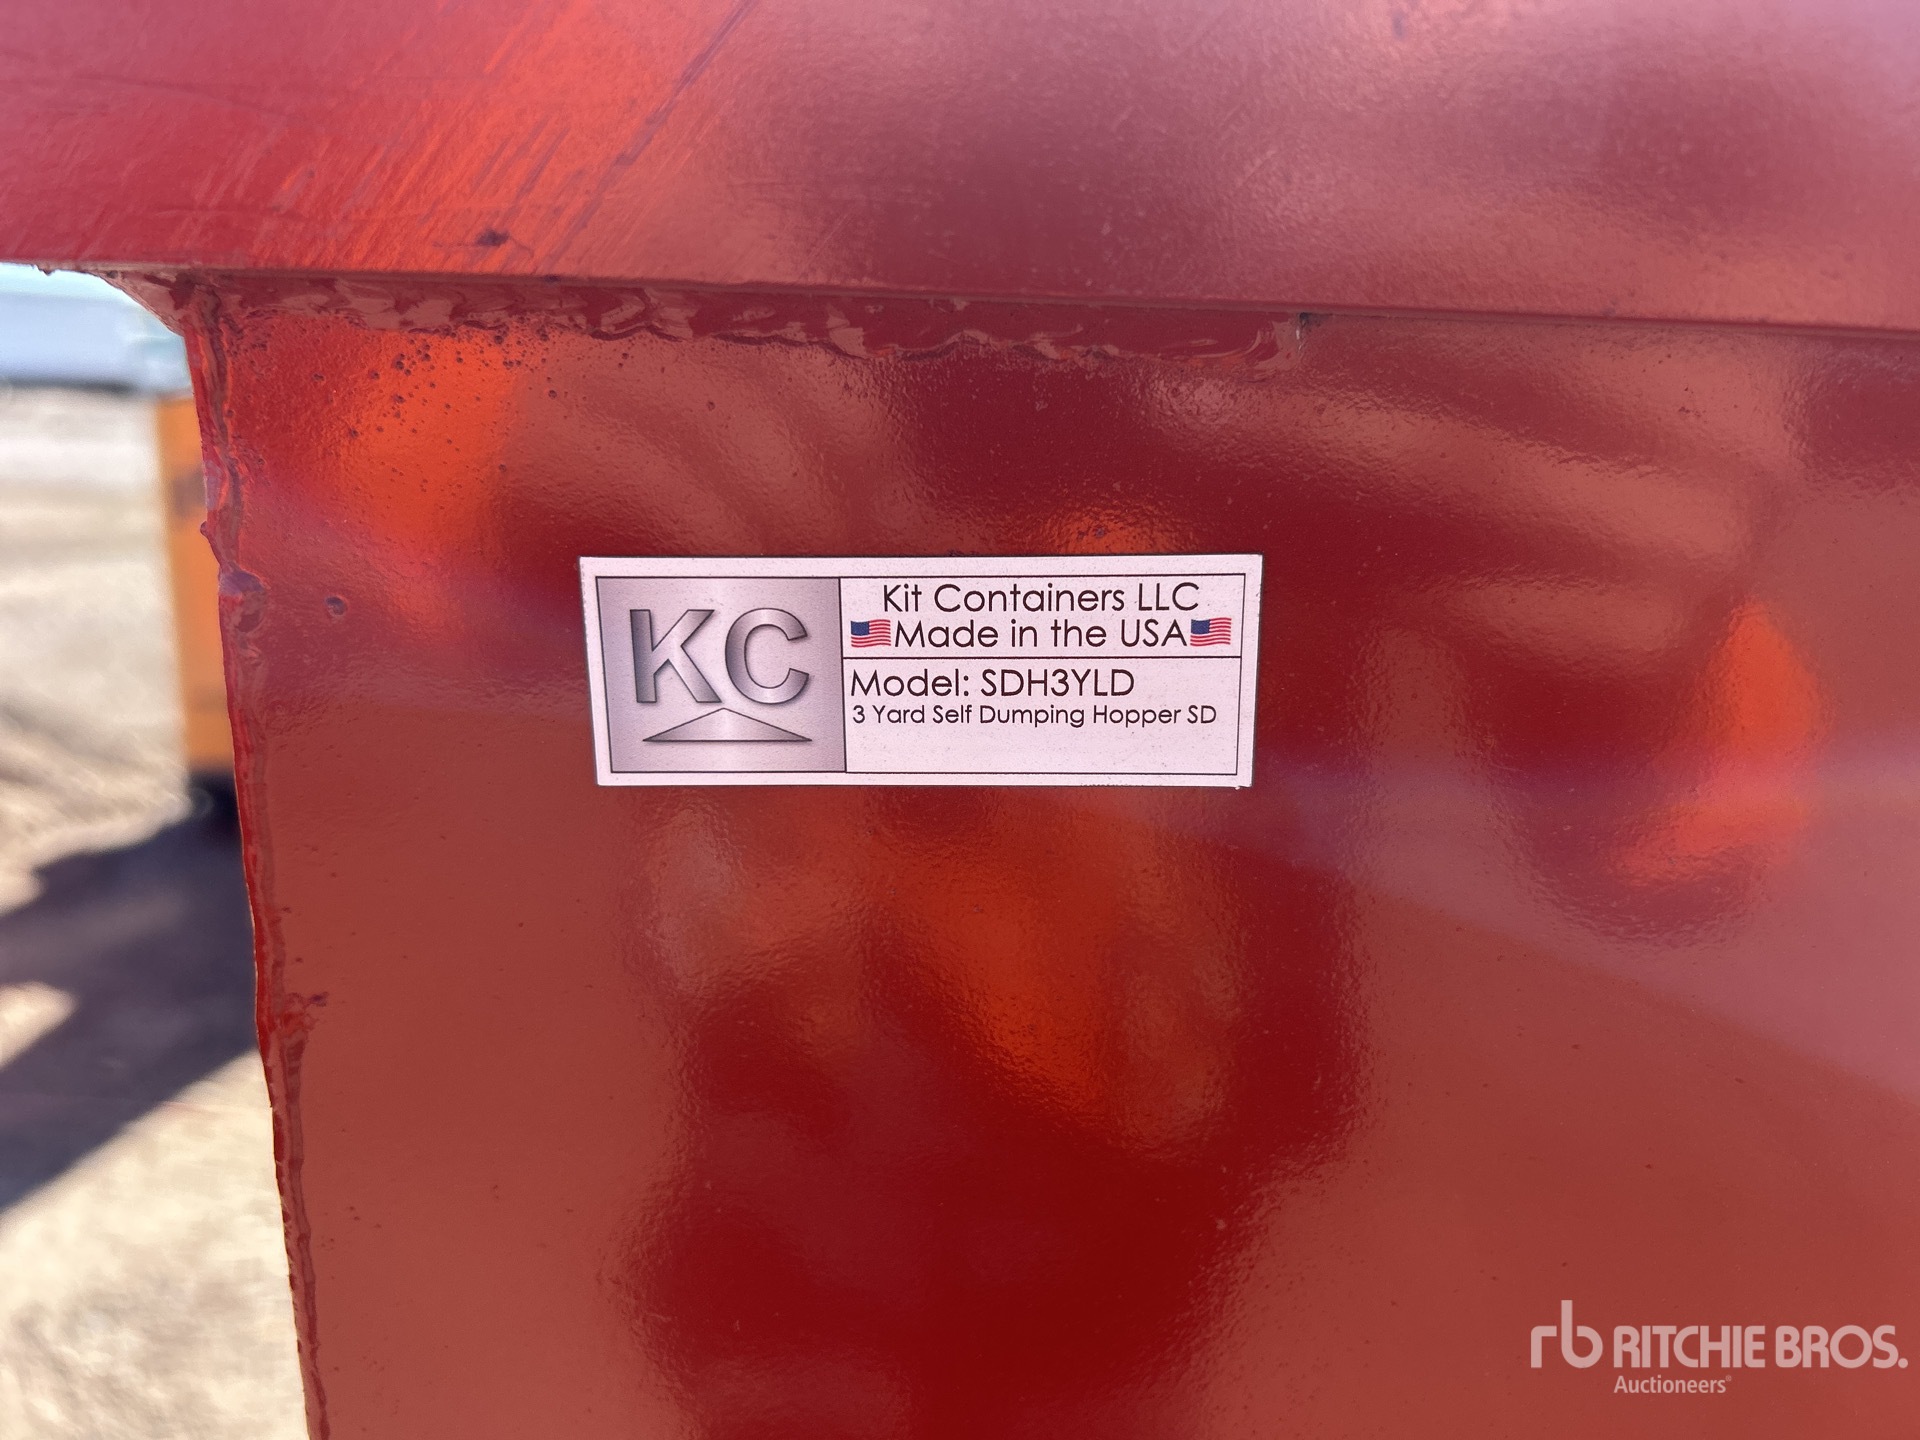 KC
Kit Containers LLC
Made in the USA
Model: SDH3YLD
3 Yard Self Dumping Hopper SD
rb RITCHIE BROS.
Auctioneers®